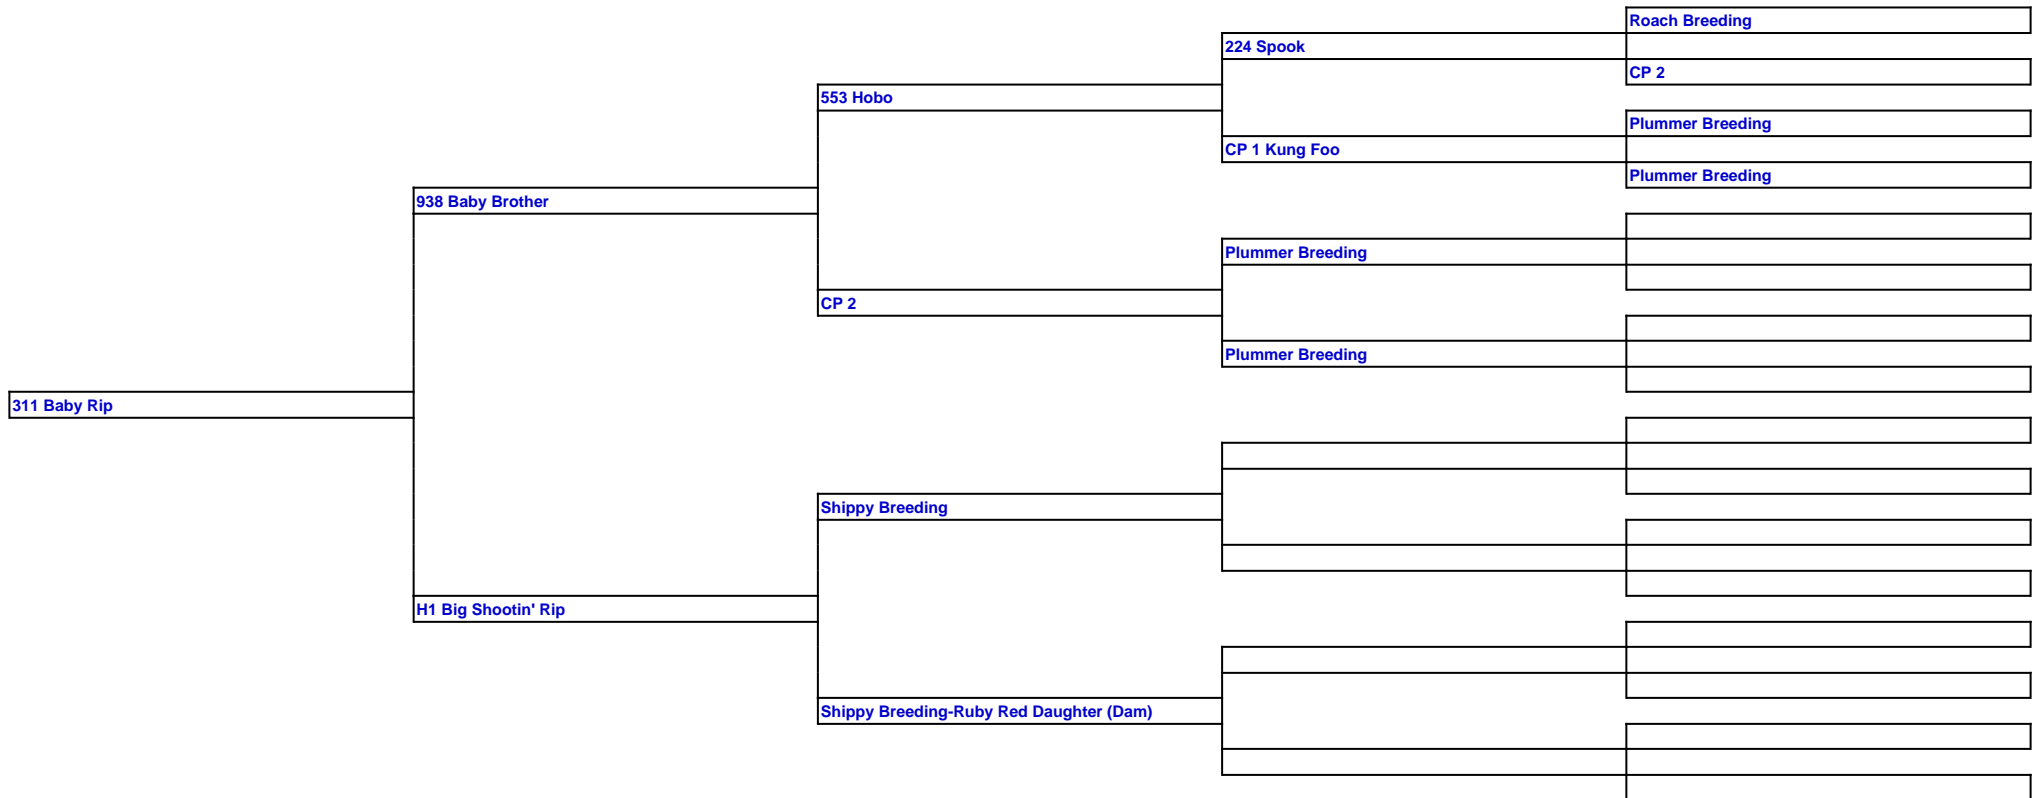 Roach Breeding
224 Spook
CP 2
553 Hobo
Plummer Breeding
CP 1 Kung Foo
Plummer Breeding
938 Baby Brother
Plummer Breeding
CP 2
Plummer Breeding
311 Baby Rip
Shippy Breeding
H1 Big Shootin' Rip
Shippy Breeding-Ruby Red Daughter (Dam)